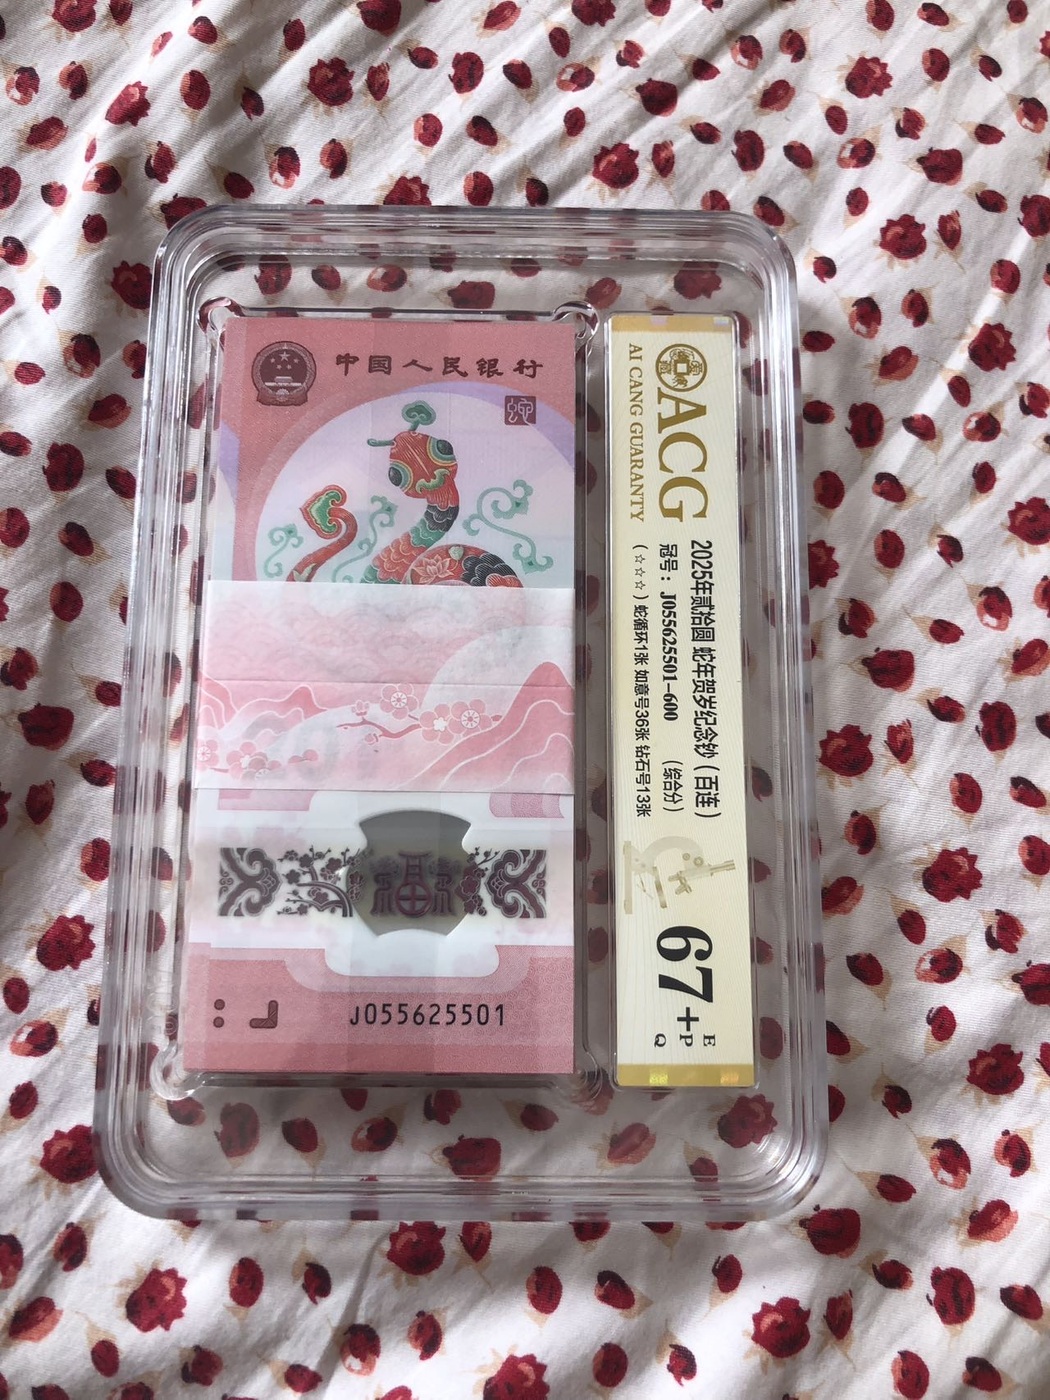 中国人民银行
J055625501
ACG
AI CANG GUARANTY
2025年贰拾圆 蛇年贺岁纪念钞（百连）
冠号：J055625501-600 （综合分）
（☆☆☆）蛇循环1张 如意号36张 钻石号13张
67+
E
P
Q